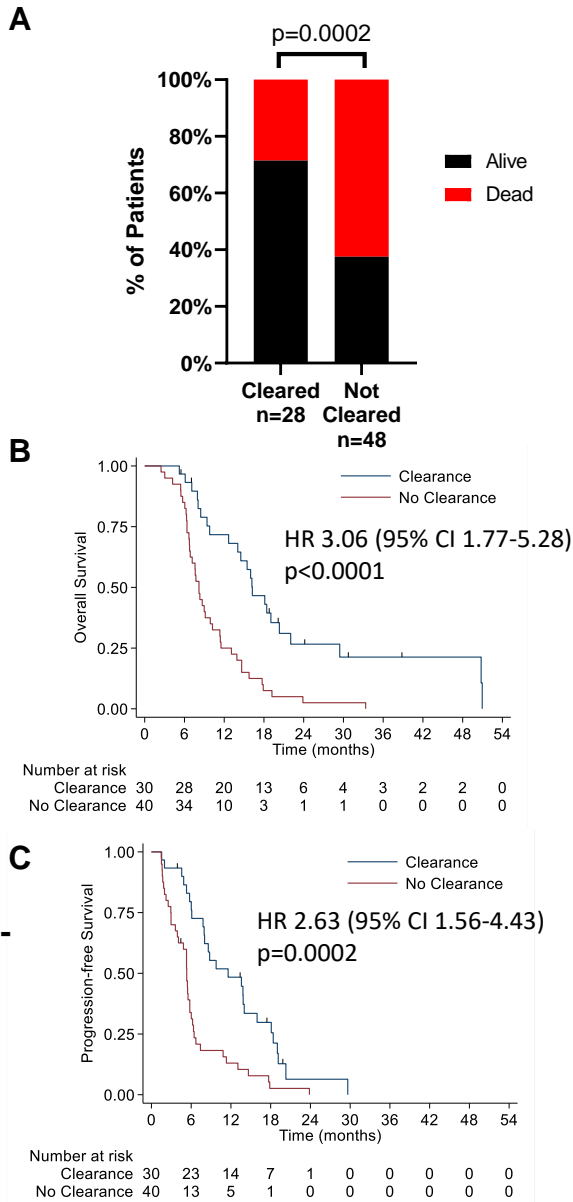 A
p=0.0002
100%
80%
60%
40%
20%
0%
% of Patients
Alive
Dead
Cleared
n=28
Not
Cleared
n=48
B
1.00
0.75
0.50
0.25
0.00
Overall Survival
Clearance
No Clearance
HR 3.06 (95% CI 1.77-5.28)
p<0.0001
0 6 12 18 24 30 36 42 48 54
Time (months)
Number at risk
Clearance 30 28 20 13 6 4 3 2 2 0
No Clearance 40 34 10 3 1 1 0 0 0 0
C
1.00
0.75
0.50
0.25
0.00
Progression-free Survival
Clearance
No Clearance
HR 2.63 (95% CI 1.56-4.43)
p=0.0002
-
0 6 12 18 24 30 36 42 48 54
Time (months)
Number at risk
Clearance 30 23 14 7 1 0 0 0 0 0
No Clearance 40 13 5 1 0 0 0 0 0 0